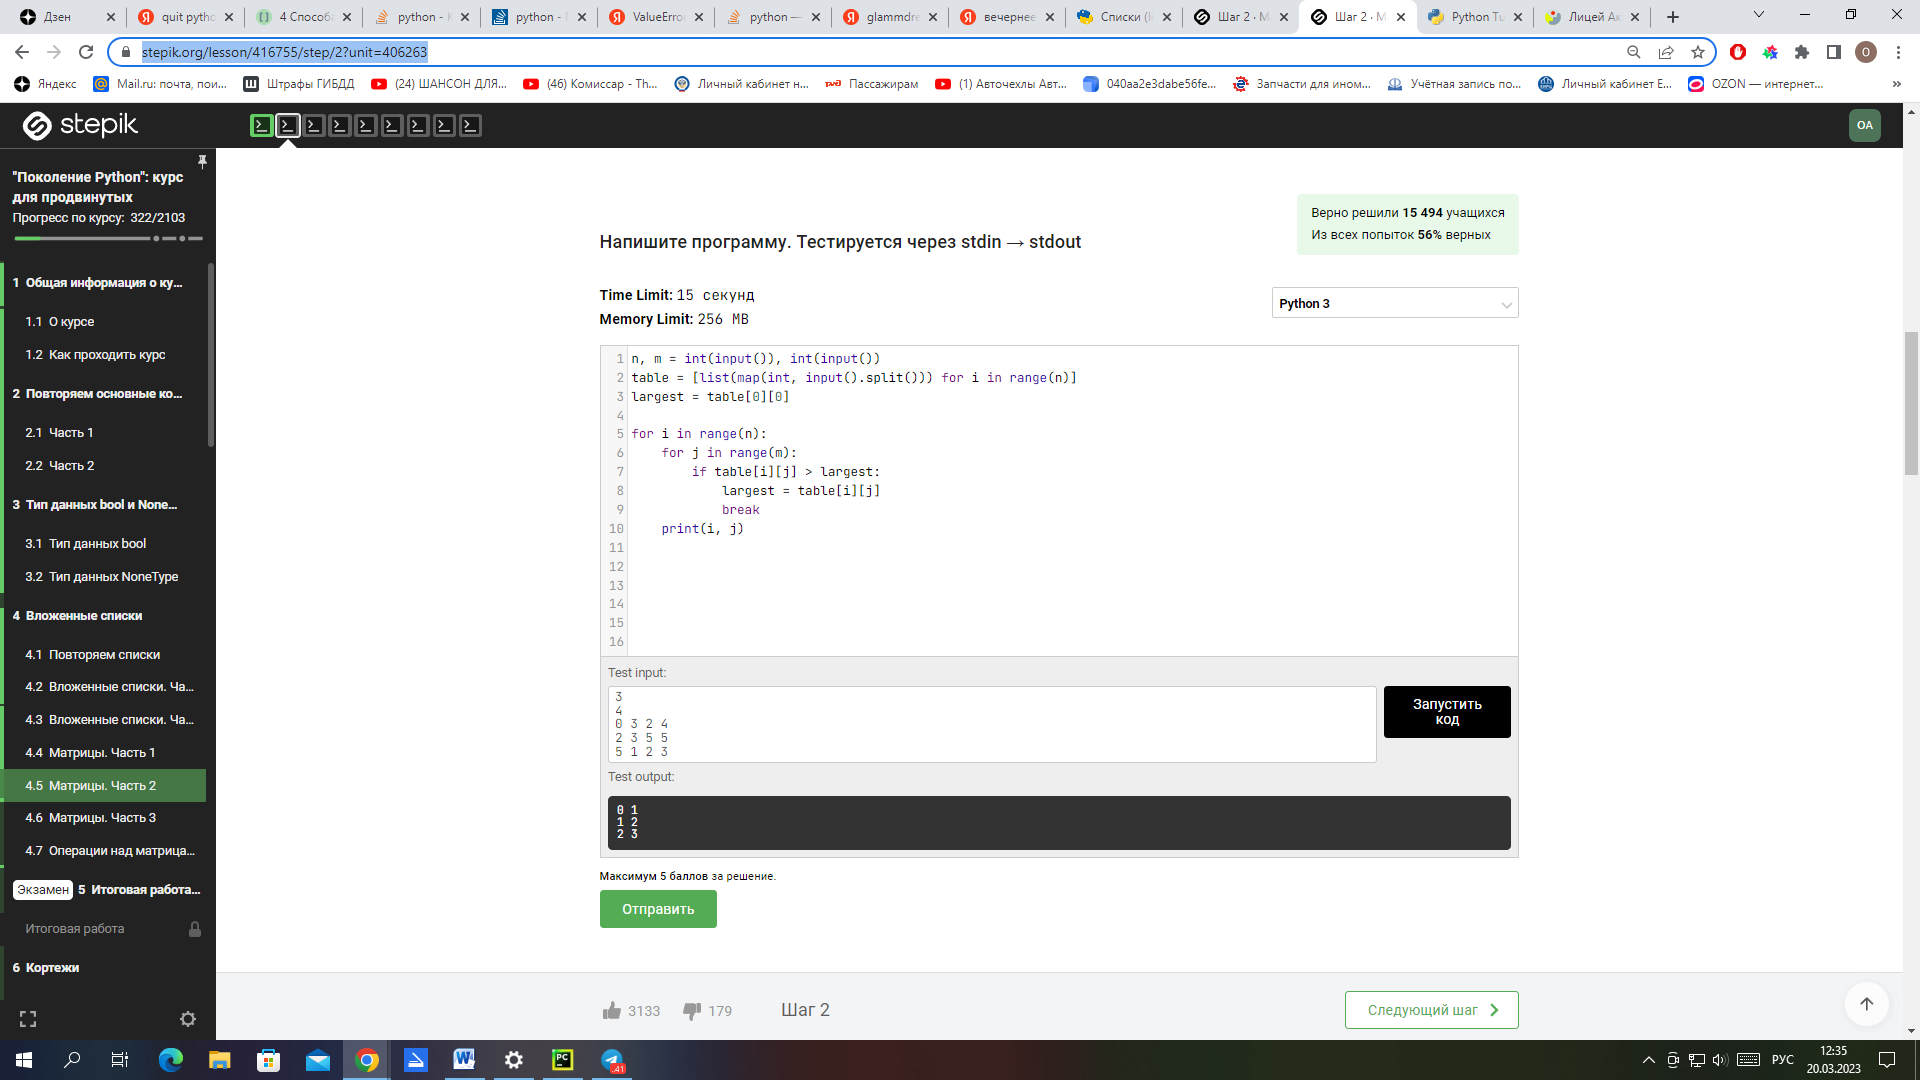 Дзен
quit pytho
4 Способ
python - К
python -
ValueErro
python —
glammdre
вечернее
Списки (li
Шаг 2 · М
Шаг 2 · М
Python Tu
Лицей Ак
stepik.org/lesson/416755/step/2?unit=406263
О
Яндекс
Mail.ru: почта, пои...
Штрафы ГИБДД
(24) ШАНСОН ДЛЯ...
(46) Комиссар - Th...
Личный кабинет н...
Пассажирам
(1) Авточехлы Авт...
040aa2e3dabe56fe...
Запчасти для ином...
Учётная запись по...
Личный кабинет Е...
OZON — интернет...
stepik
OA
"Поколение Python": курс
для продвинутых
Прогресс по курсу: 322/2103
1 Общая информация о ку...
1.1 О курсе
1.2 Как проходить курс
2 Повторяем основные ко...
2.1 Часть 1
2.2 Часть 2
3 Тип данных bool и None...
3.1 Тип данных bool
3.2 Тип данных NoneType
4 Вложенные списки
4.1 Повторяем списки
4.2 Вложенные списки. Ча...
4.3 Вложенные списки. Ча...
4.4 Матрицы. Часть 1
4.5 Матрицы. Часть 2
4.6 Матрицы. Часть 3
4.7 Операции над матрица...
Экзамен 5 Итоговая работа...
Итоговая работа
6 Кортежи
Верно решили 15 494 учащихся
Из всех попыток 56% верных
Напишите программу. Тестируется через stdin → stdout
Time Limit: 15 секунд
Memory Limit: 256 MB
Python 3
1 n, m = int(input()), int(input())
2 table = [list(map(int, input().split())) for i in range(n)]
3 largest = table[0][0]
4
5 for i in range(n):
6     for j in range(m):
7         if table[i][j] > largest:
8             largest = table[i][j]
9             break
10     print(i, j)
11
12
13
14
15
16
Test input:
3
4
0 3 2 4
2 3 5 5
5 1 2 3
Запустить
код
Test output:
0 1
1 2
2 3
Максимум 5 баллов за решение.
Отправить
3133
179
Шаг 2
Следующий шаг
PC
41
РУС
12:35
20.03.2023